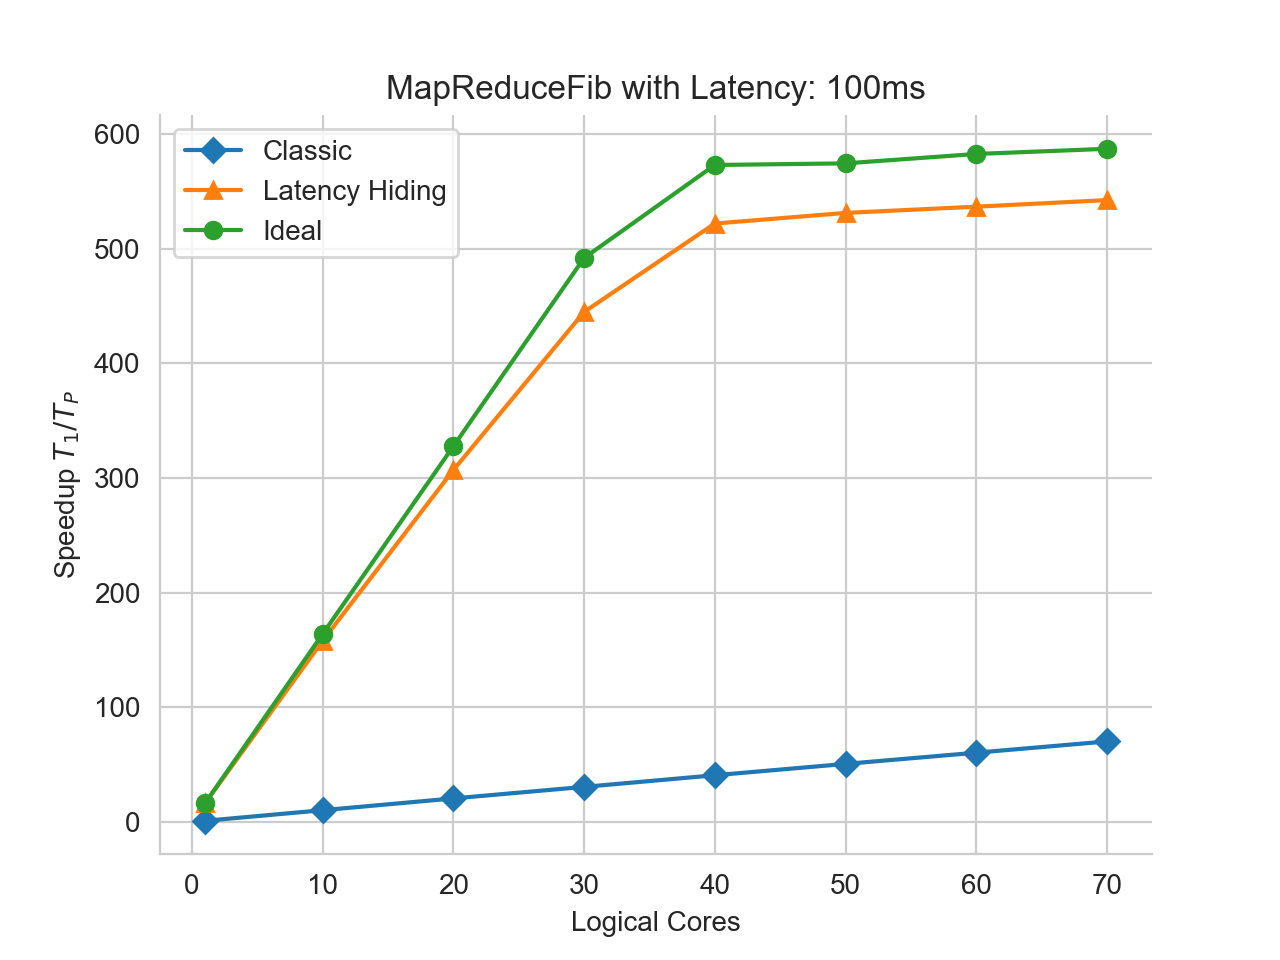 MapReduceFib with Latency: 100ms
Classic
Latency Hiding
Ideal
600
500
400
300
200
100
0
Speedup T₁/Tₚ
0 10 20 30 40 50 60 70
Logical Cores